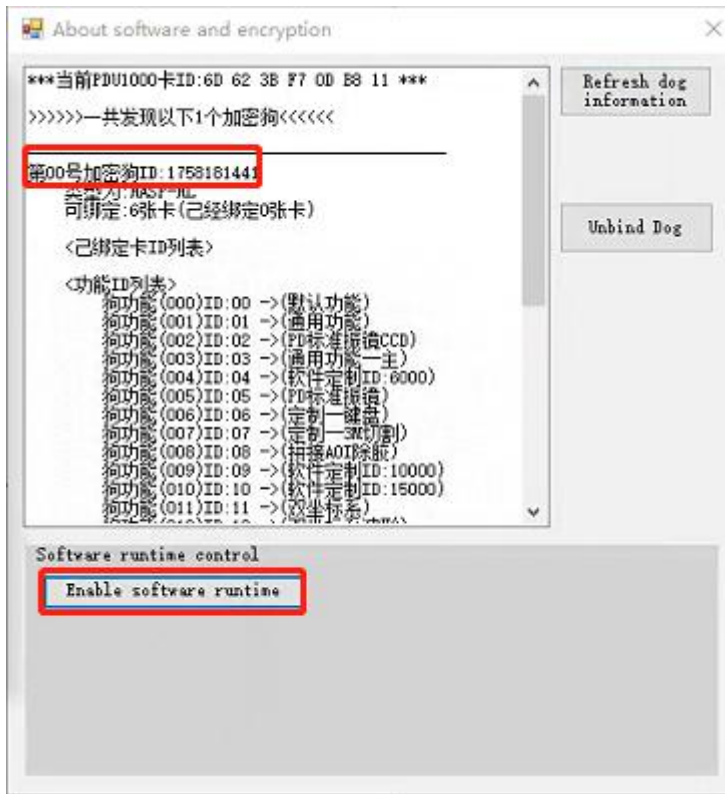 About software and encryption
***当前PDU1000卡ID:6D 62 3B F7 0D B8 11 ***
>>>>>>一共发现以下1个加密狗<<<<<<
第00号加密狗ID:1758181441
类型为:HASP-HL
可绑定:6张卡(己经绑定0张卡)
<己绑定卡ID列表>
<功能ID列表>
狗功能(000)ID:00 ->(默认功能)
狗功能(001)ID:01 ->(通用功能)
狗功能(002)ID:02 ->(PD标准振镜CCD)
狗功能(003)ID:03 ->(通用功能一主)
狗功能(004)ID:04 ->(软件定制ID:6000)
狗功能(005)ID:05 ->(PD标准振镜)
狗功能(006)ID:06 ->(定制一键盘)
狗功能(007)ID:07 ->(定制一3M切割)
狗功能(008)ID:08 ->(拼接AOI除胶)
狗功能(009)ID:09 ->(软件定制ID:10000)
狗功能(010)ID:10 ->(软件定制ID:15000)
狗功能(011)ID:11 ->(双坐标系)
Refresh dog
information
Unbind Dog
Software runtime control
Enable software runtime